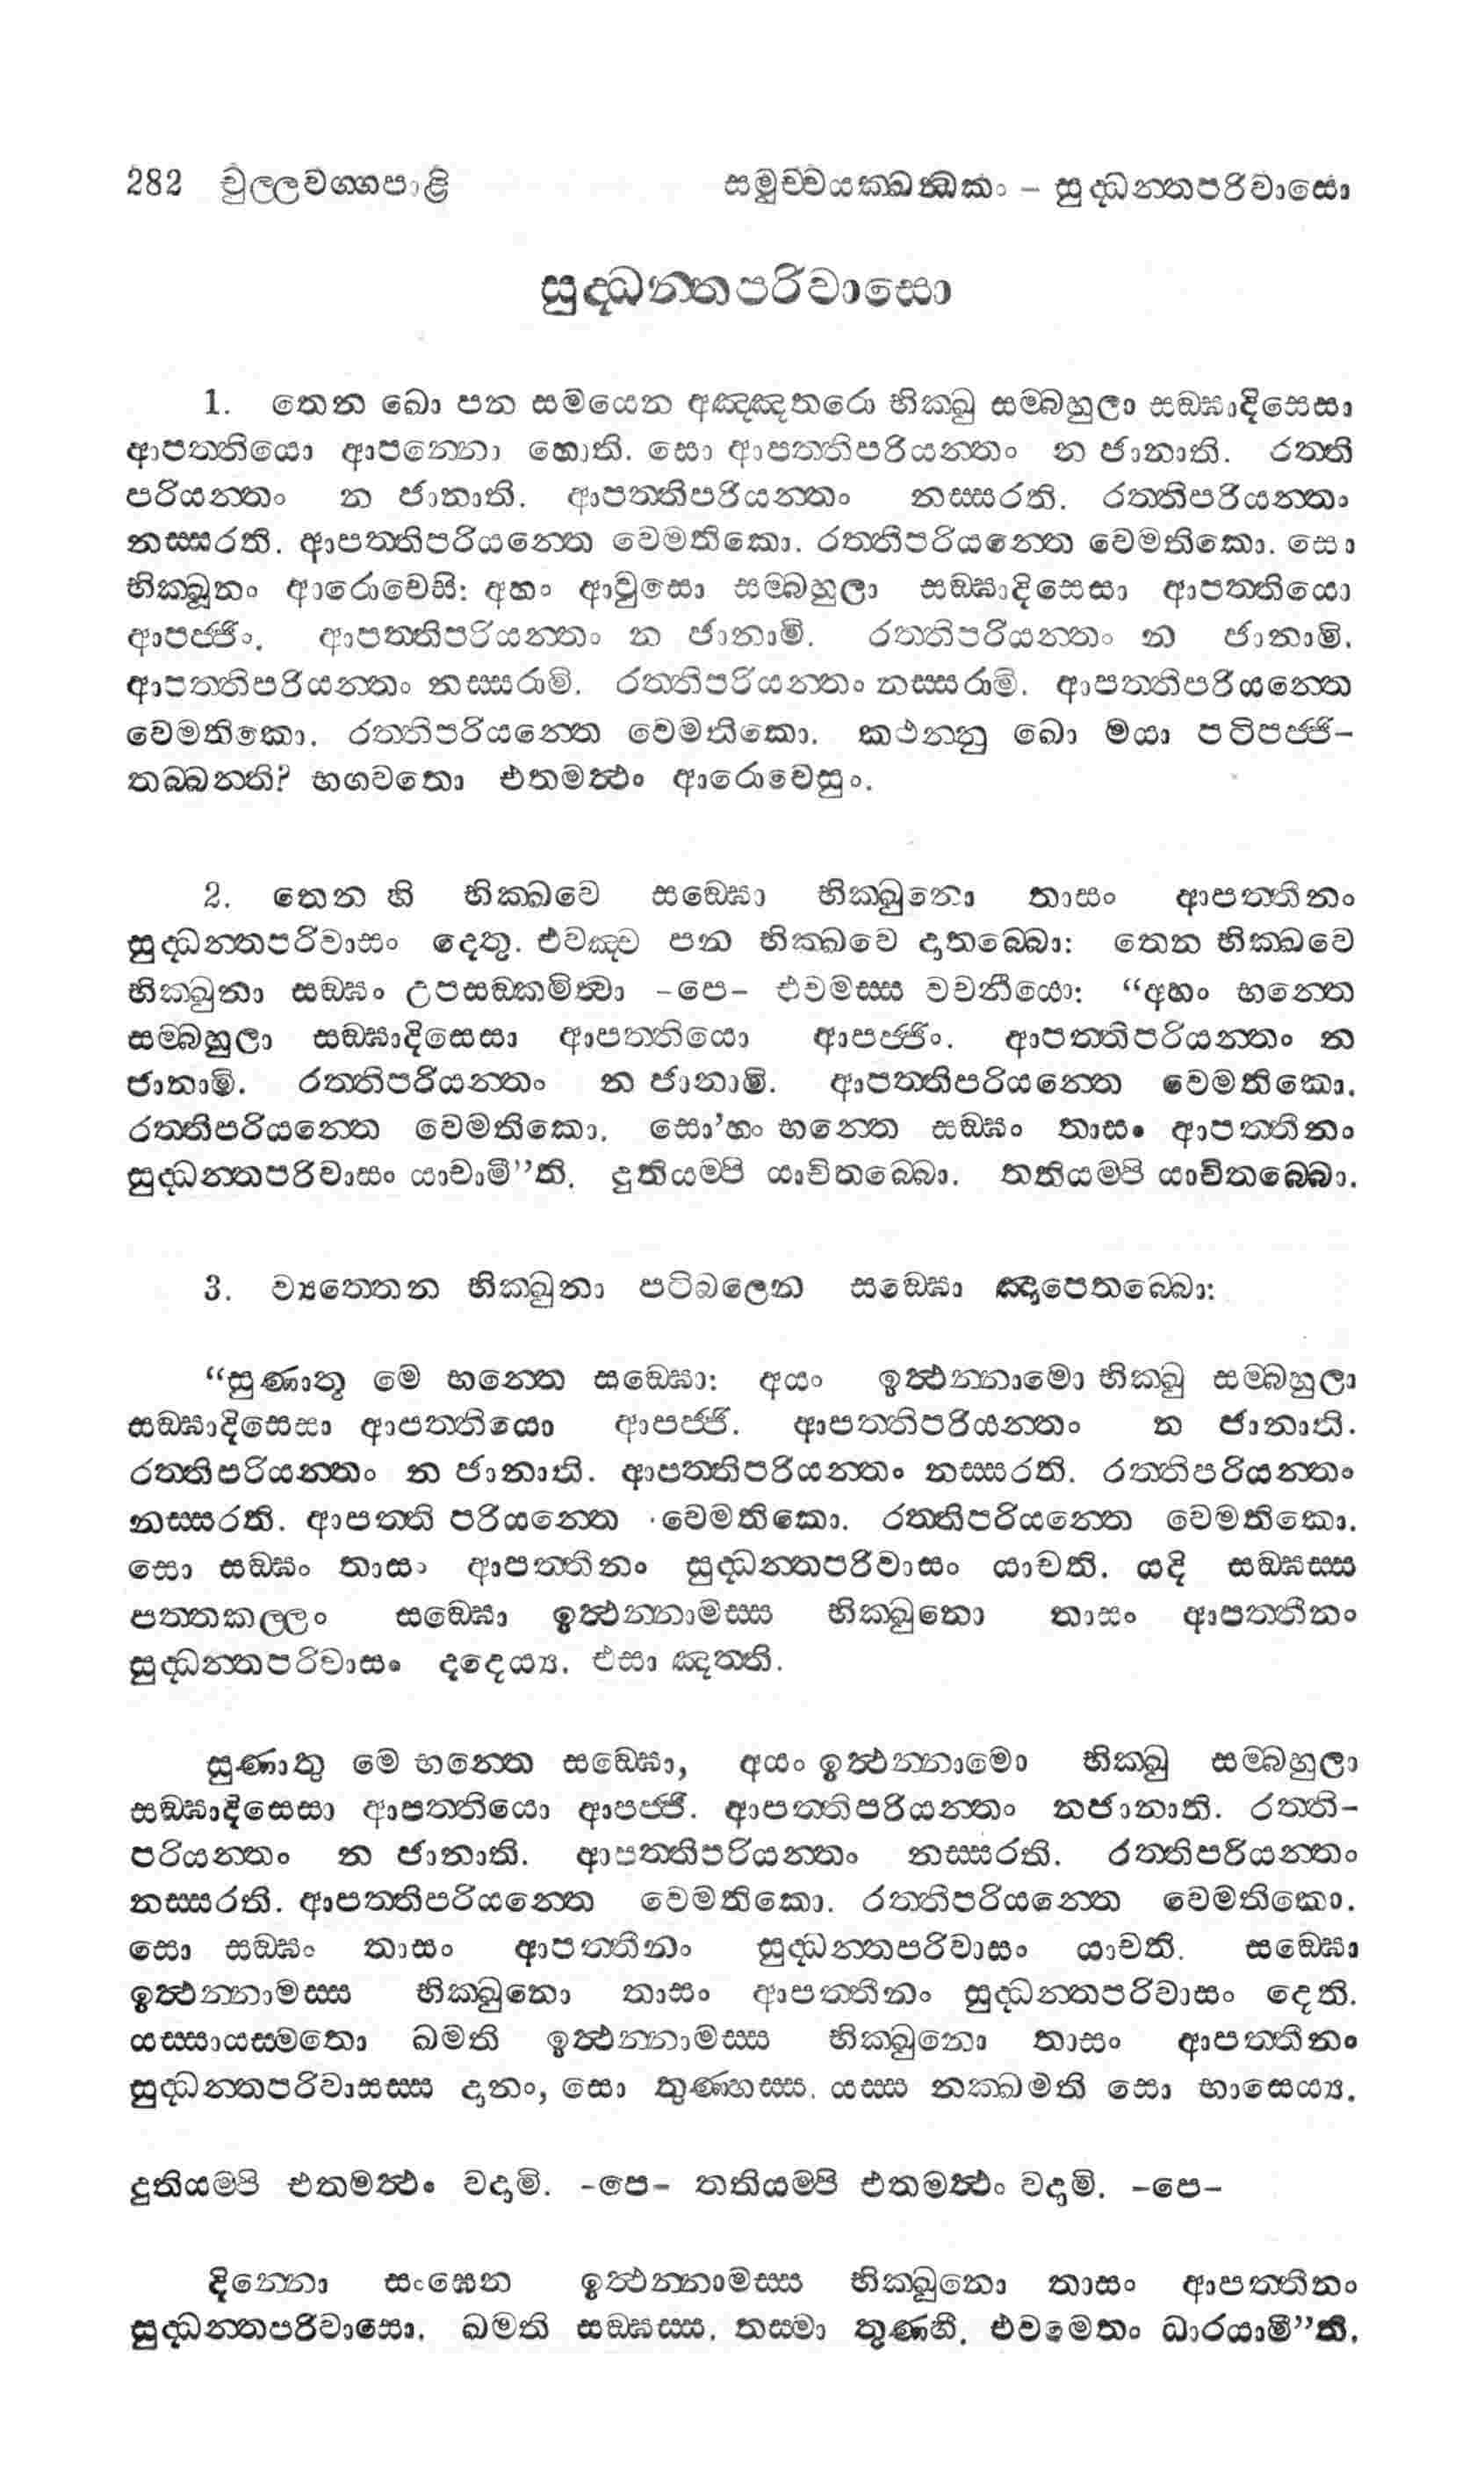 282 චුල්ලවග්ගපාළි සමුච්චයක්ඛන්ධකං – සුද්ධන්තපරිවාසො
සුද්ධන්තපරිවාසො
1. තෙන ඛො පන සමයෙන අඤ්ඤතරො භික්ඛු සම්බහුලා සඞ්ඝාදිසෙසා
ආපත්තියො ආපන්නො හොති. සො ආපත්තිපරියන්තං න ජානාති. රත්ති
පරියන්තං න ජානාති. ආපත්තිපරියන්තං නස්සරති. රත්තිපරියන්තං
නස්සරති. ආපත්තිපරියන්තෙ වෙමතිකො. රත්තිපරියන්තෙ වෙමතිකො. සො
භික්ඛූනං ආරොචෙසි: අහං ආවුසො සම්බහුලා සඞ්ඝාදිසෙසා ආපත්තියො
ආපජ්ජිං. ආපත්තිපරියන්තං න ජානාමි. රත්තිපරියන්තං න ජානාමි.
ආපත්තිපරියන්තං නස්සරාමි. රත්තිපරියන්තං නස්සරාමි. ආපත්තිපරියන්තෙ
වෙමතිකො. රත්තිපරියන්තෙ වෙමතිකො. කථන්නු ඛො මයා පටිපජ්ජි–
තබ්බන්ති? භගවතො එතමත්ථං ආරොචෙසුං.
2. තෙන හි භික්ඛවෙ සඞ්ඝො භික්ඛුනො තාසං ආපත්තීනං
සුද්ධන්තපරිවාසං දෙතු. එවඤ්ච පන භික්ඛවෙ දාතබ්බො: තෙන භික්ඛවෙ
භික්ඛුනා සඞ්ඝං උපසඞ්කමිත්වා –පෙ– එවමස්ස වචනීයො: “අහං භන්තෙ
සම්බහුලා සඞ්ඝාදිසෙසා ආපත්තියො ආපජ්ජිං. ආපත්තිපරියන්තං න
ජානාමි. රත්තිපරියන්තං න ජානාමි. ආපත්තිපරියන්තෙ වෙමතිකො.
රත්තිපරියන්තෙ වෙමතිකො. සො’හං භන්තෙ සඞ්ඝං තාසං ආපත්තීනං
සුද්ධන්තපරිවාසං යාචාමී”ති. දුතියම්පි යාචිතබ්බො. තතියම්පි යාචිතබ්බො.
3. ව්‍යත්තෙන භික්ඛුනා පටිබලෙන සඞ්ඝො ඤාපෙතබ්බො:
“සුණාතු මෙ භන්තෙ සඞ්ඝො: අයං ඉත්ථන්නාමො භික්ඛු සම්බහුලා
සඞ්ඝාදිසෙසා ආපත්තියො ආපජ්ජි. ආපත්තිපරියන්තං න ජානාති.
රත්තිපරියන්තං න ජානාති. ආපත්තිපරියන්තං නස්සරති. රත්තිපරියන්තං
නස්සරති. ආපත්ති පරියන්තෙ වෙමතිකො. රත්තිපරියන්තෙ වෙමතිකො.
සො සඞ්ඝං තාසං ආපත්තීනං සුද්ධන්තපරිවාසං යාචති. යදි සඞ්ඝස්ස
පත්තකල්ලං සඞ්ඝො ඉත්ථන්නාමස්ස භික්ඛුනො තාසං ආපත්තීනං
සුද්ධන්තපරිවාසං දදෙය්‍ය. එසා ඤත්ති.
සුණාතු මෙ භන්තෙ සඞ්ඝො, අයං ඉත්ථන්නාමො භික්ඛු සම්බහුලා
සඞ්ඝාදිසෙසා ආපත්තියො ආපජ්ජි. ආපත්තිපරියන්තං නජානාති. රත්ති–
පරියන්තං න ජානාති. ආපත්තිපරියන්තං නස්සරති. රත්තිපරියන්තං
නස්සරති. ආපත්තිපරියන්තෙ වෙමතිකො. රත්තිපරියන්තෙ වෙමතිකො.
සො සඞ්ඝං තාසං ආපත්තීනං සුද්ධන්තපරිවාසං යාචති. සඞ්ඝො
ඉත්ථන්නාමස්ස භික්ඛුනො තාසං ආපත්තීනං සුද්ධන්තපරිවාසං දෙති.
යස්සායස්මතො ඛමති ඉත්ථන්නාමස්ස භික්ඛුනො තාසං ආපත්තීනං
සුද්ධන්තපරිවාසස්ස දානං, සො තුණ්හස්ස. යස්ස නක්ඛමති සො භාසෙය්‍ය.
දුතියම්පි එතමත්ථං වදාමි. –පෙ– තතියම්පි එතමත්ථං වදාමි. –පෙ–
දින්නො සංඝෙන ඉත්ථන්නාමස්ස භික්ඛුනො තාසං ආපත්තීනං
සුද්ධන්තපරිවාසො. ඛමති සඞ්ඝස්ස. තස්මා තුණ්හී. එවමෙතං ධාරයාමී”ති.